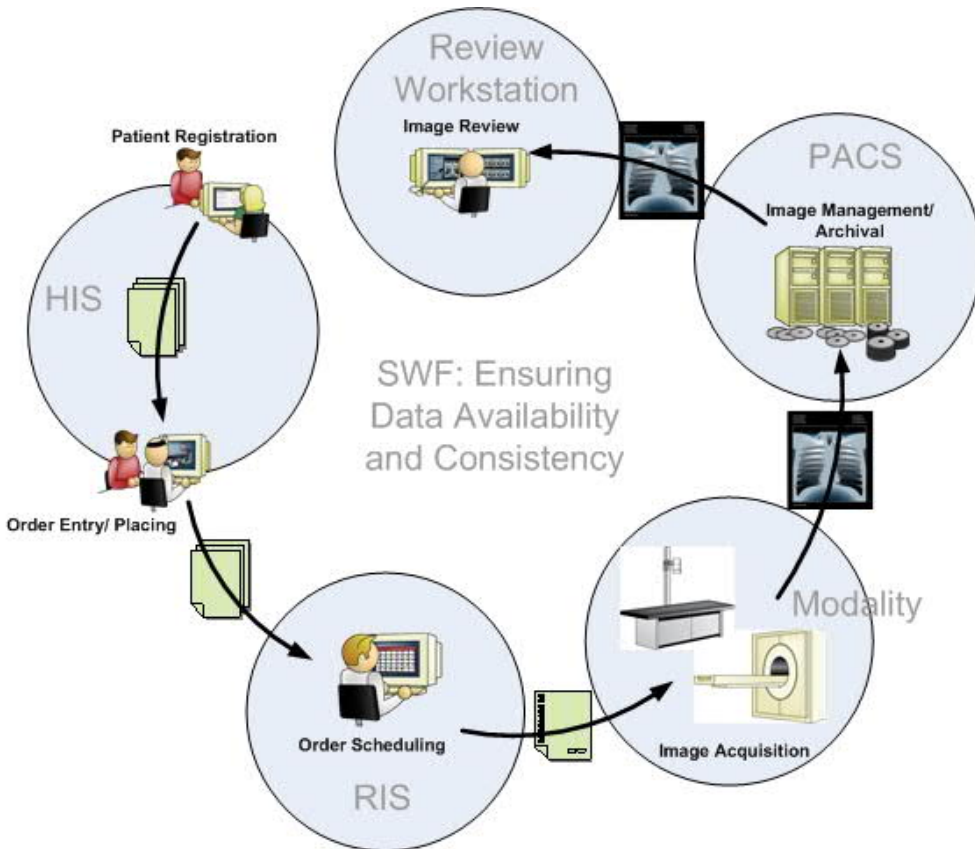 Review
Workstation
Image Review
Patient Registration
PACS
Image Management/
Archival
HIS
SWF: Ensuring
Data Availability
and Consistency
Order Entry/ Placing
Modality
Order Scheduling
Image Acquisition
RIS